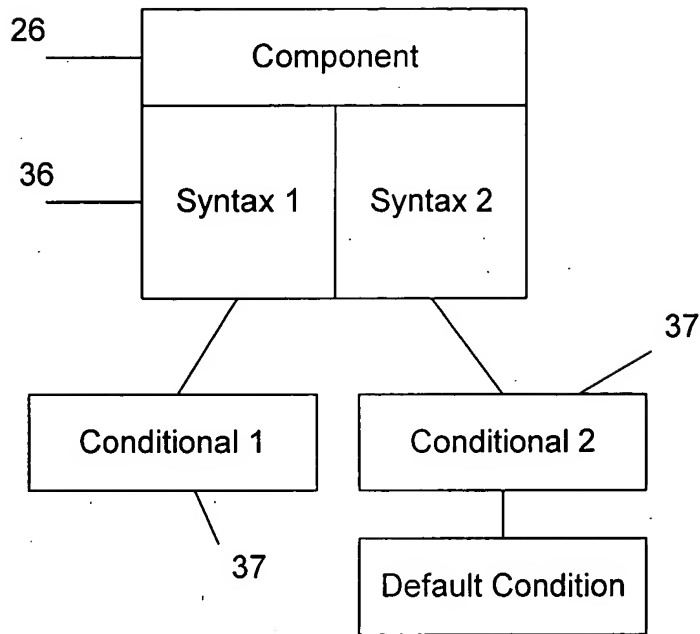 26
Component
36
Syntax 1
Syntax 2
37
Conditional 1
Conditional 2
37
Default Condition